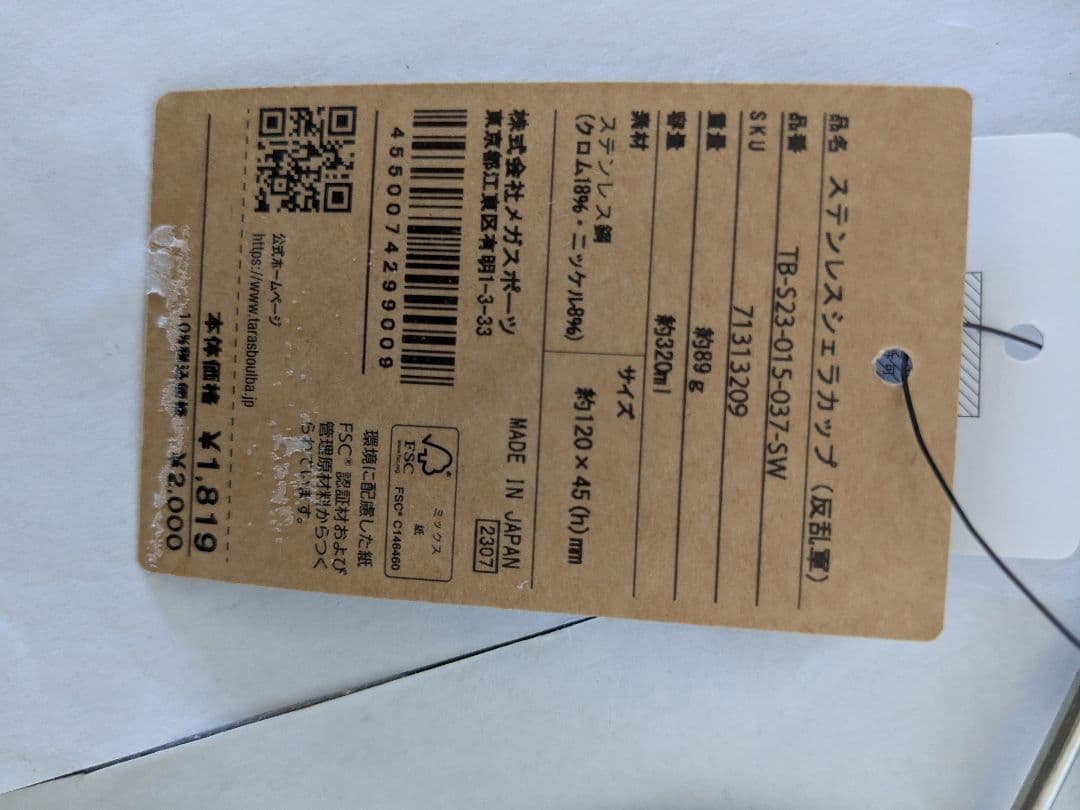 品名 ステンレスシェラカップ（反乱軍）
品番 TB-S23-015-037-SW
SKU 71313209
重量 約89g
容量 約320ml
素材
ステンレス鋼
(クロム18%・ニッケル8%)
サイズ
約120×45(h)mm
株式会社メガスポーツ
東京都江東区有明1-3-33
MADE IN JAPAN
2307
4550074299009
ミックス
紙
FSC
www.fsc.org
FSC® C146460
環境に配慮した紙
FSC®認証材および
管理原材料からつく
られています。
公式ホームページ
https://www.tarasboulba.jp
本体価格 ¥1,819
10%税込価格 ¥2,000